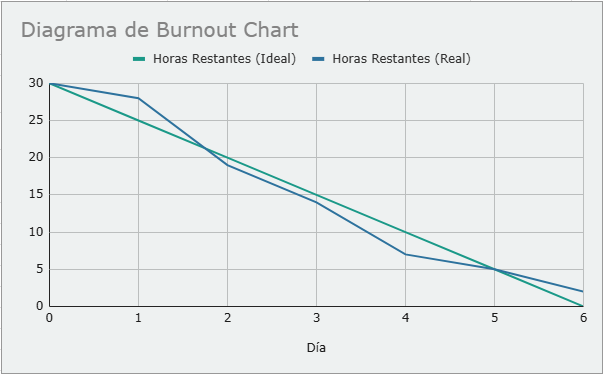 Diagrama de Burnout Chart
Horas Restantes (Ideal) Horas Restantes (Real)
30
25
20
15
10
5
0
0 1 2 3 4 5 6
Día